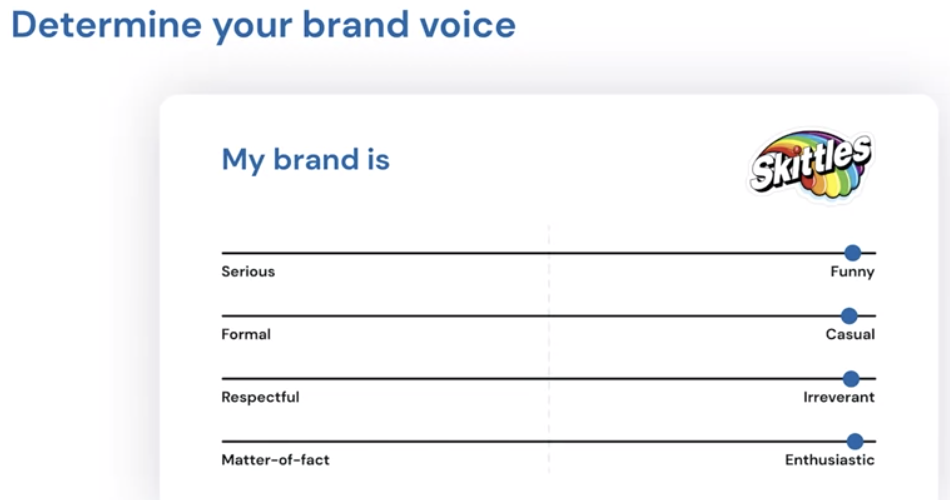 Determine your brand voice
My brand is
Skittles
Serious
Funny
Formal
Casual
Respectful
Irreverant
Matter-of-fact
Enthusiastic